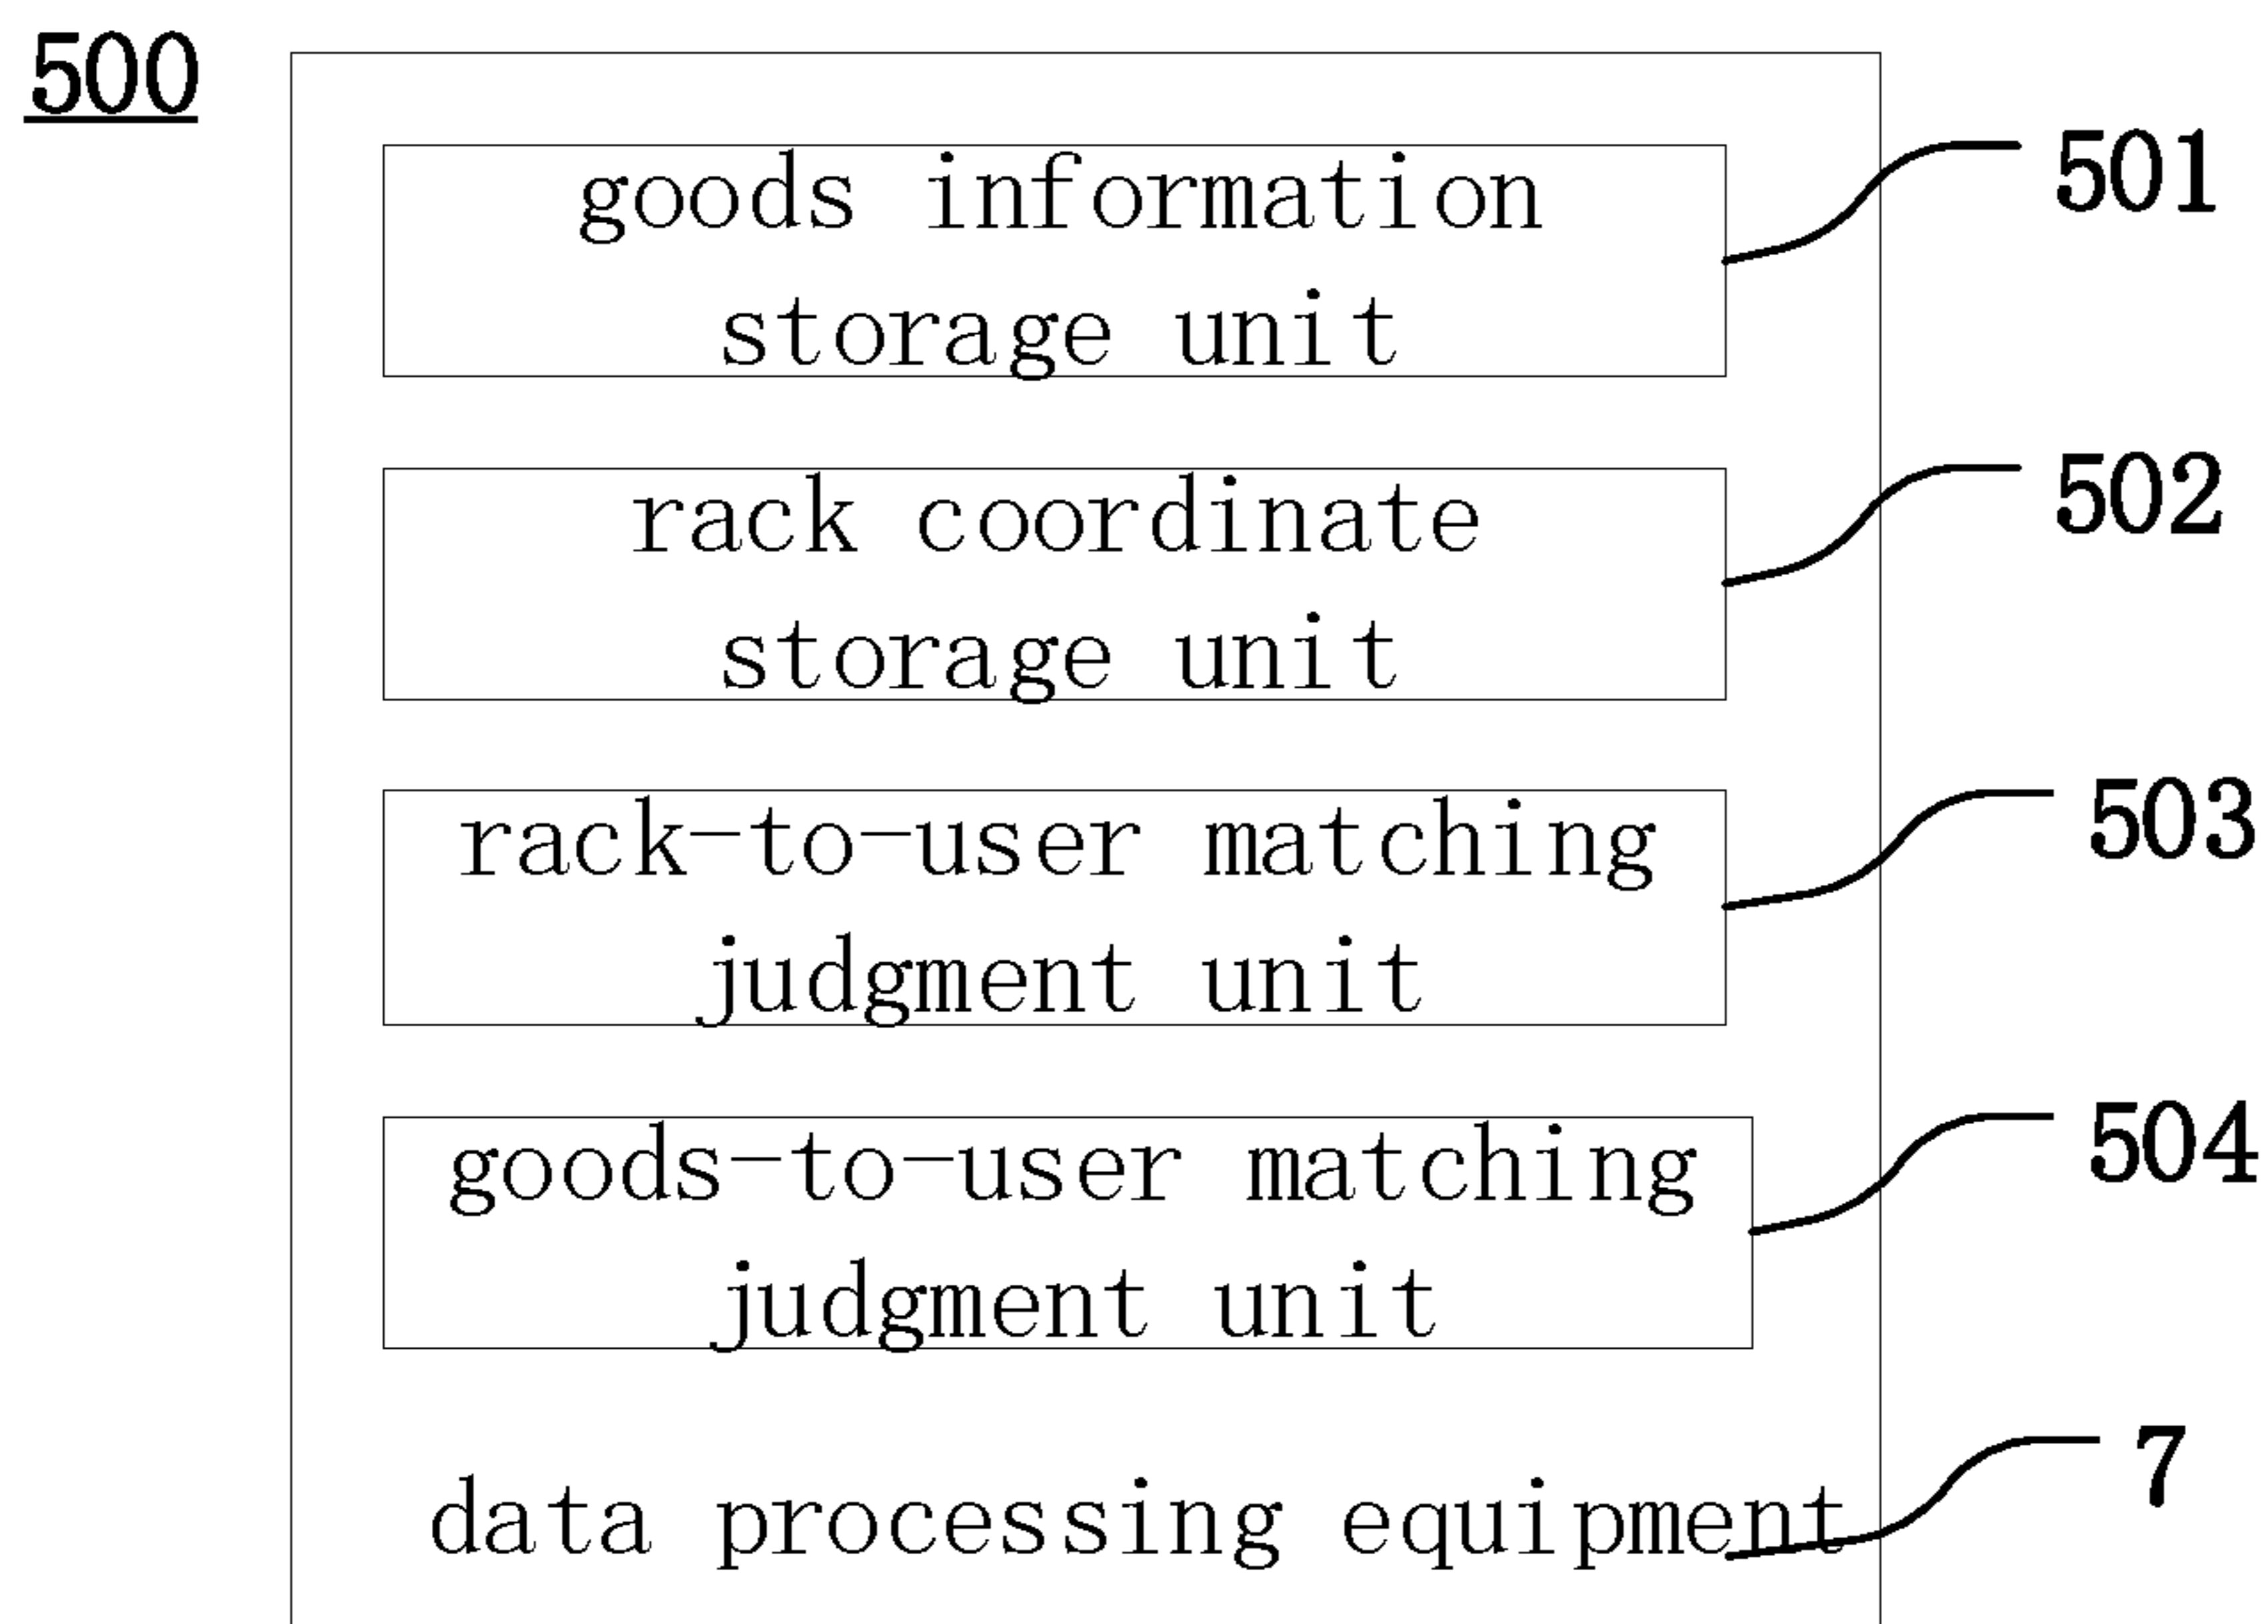 500
goods information
storage unit
501
rack coordinate
storage unit
502
rack-to-user matching
judgment unit
503
goods-to-user matching
judgment unit
504
data processing equipment
7